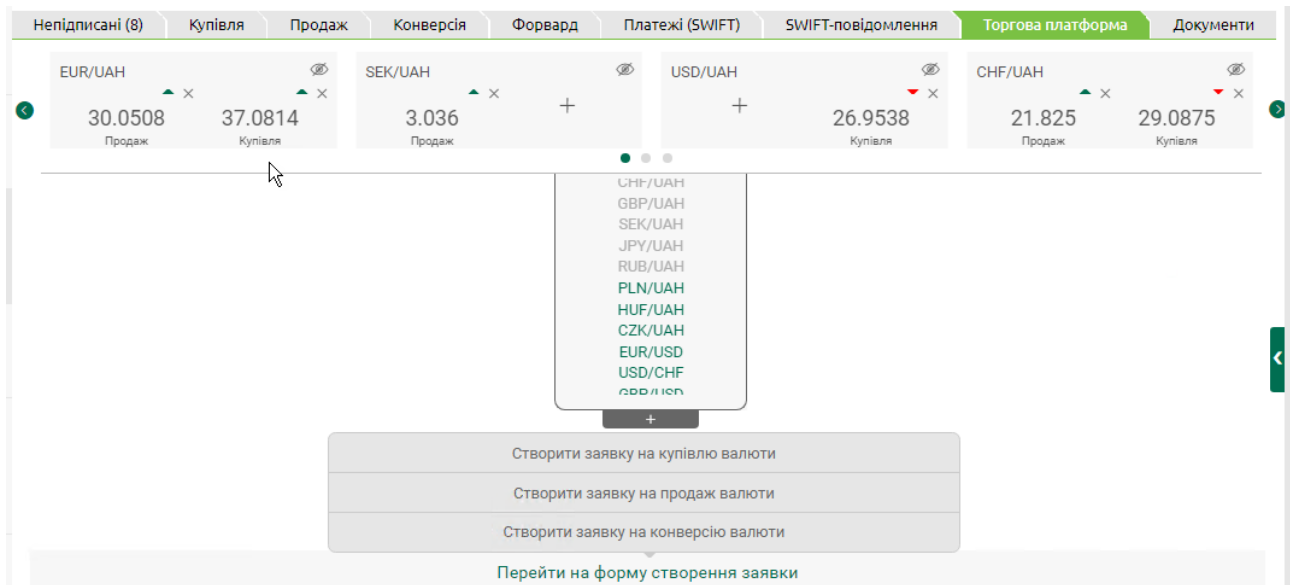 Непідписані (8) Купівля Продаж Конверсія Форвард Платежі (SWIFT) SWIFT-повідомлення Торгова платформа Документи
EUR/UAH SEK/UAH USD/UAH CHF/UAH
30.0508 37.0814 3.036 + + 26.9538 21.825 29.0875
Продаж Купівля Продаж Купівля Продаж Купівля
CHF/UAH
GBP/UAH
SEK/UAH
JPY/UAH
RUB/UAH
PLN/UAH
HUF/UAH
CZK/UAH
EUR/USD
USD/CHF
GBP/USD
+
Створити заявку на купівлю валюти
Створити заявку на продаж валюти
Створити заявку на конверсію валюти
Перейти на форму створення заявки